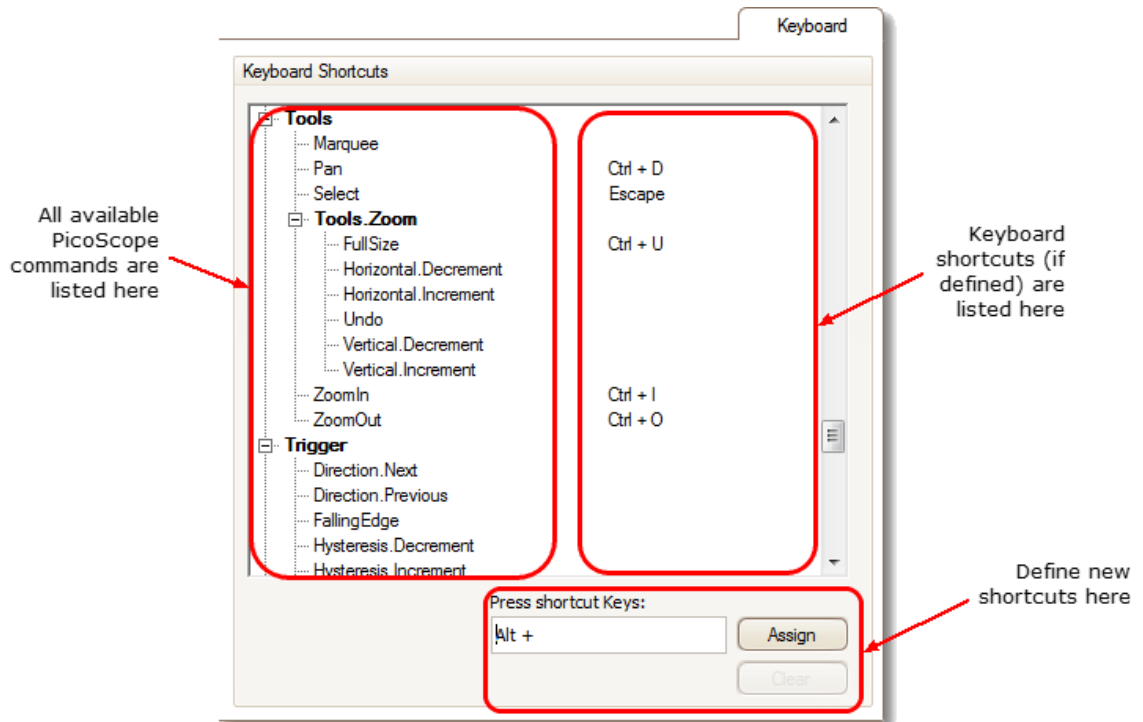 Keyboard
Keyboard Shortcuts
Tools
Marquee
Pan Ctrl + D
Select Escape
Tools.Zoom
FullSize Ctrl + U
Horizontal.Decrement
Horizontal.Increment
Undo
Vertical.Decrement
Vertical.Increment
ZoomIn Ctrl + I
ZoomOut Ctrl + O
Trigger
Direction.Next
Direction.Previous
FallingEdge
Hysteresis.Decrement
Hysteresis.Increment
All available
PicoScope
commands are
listed here
Keyboard
shortcuts (if
defined) are
listed here
Press shortcut Keys:
Alt +
Assign
Clear
Define new
shortcuts here